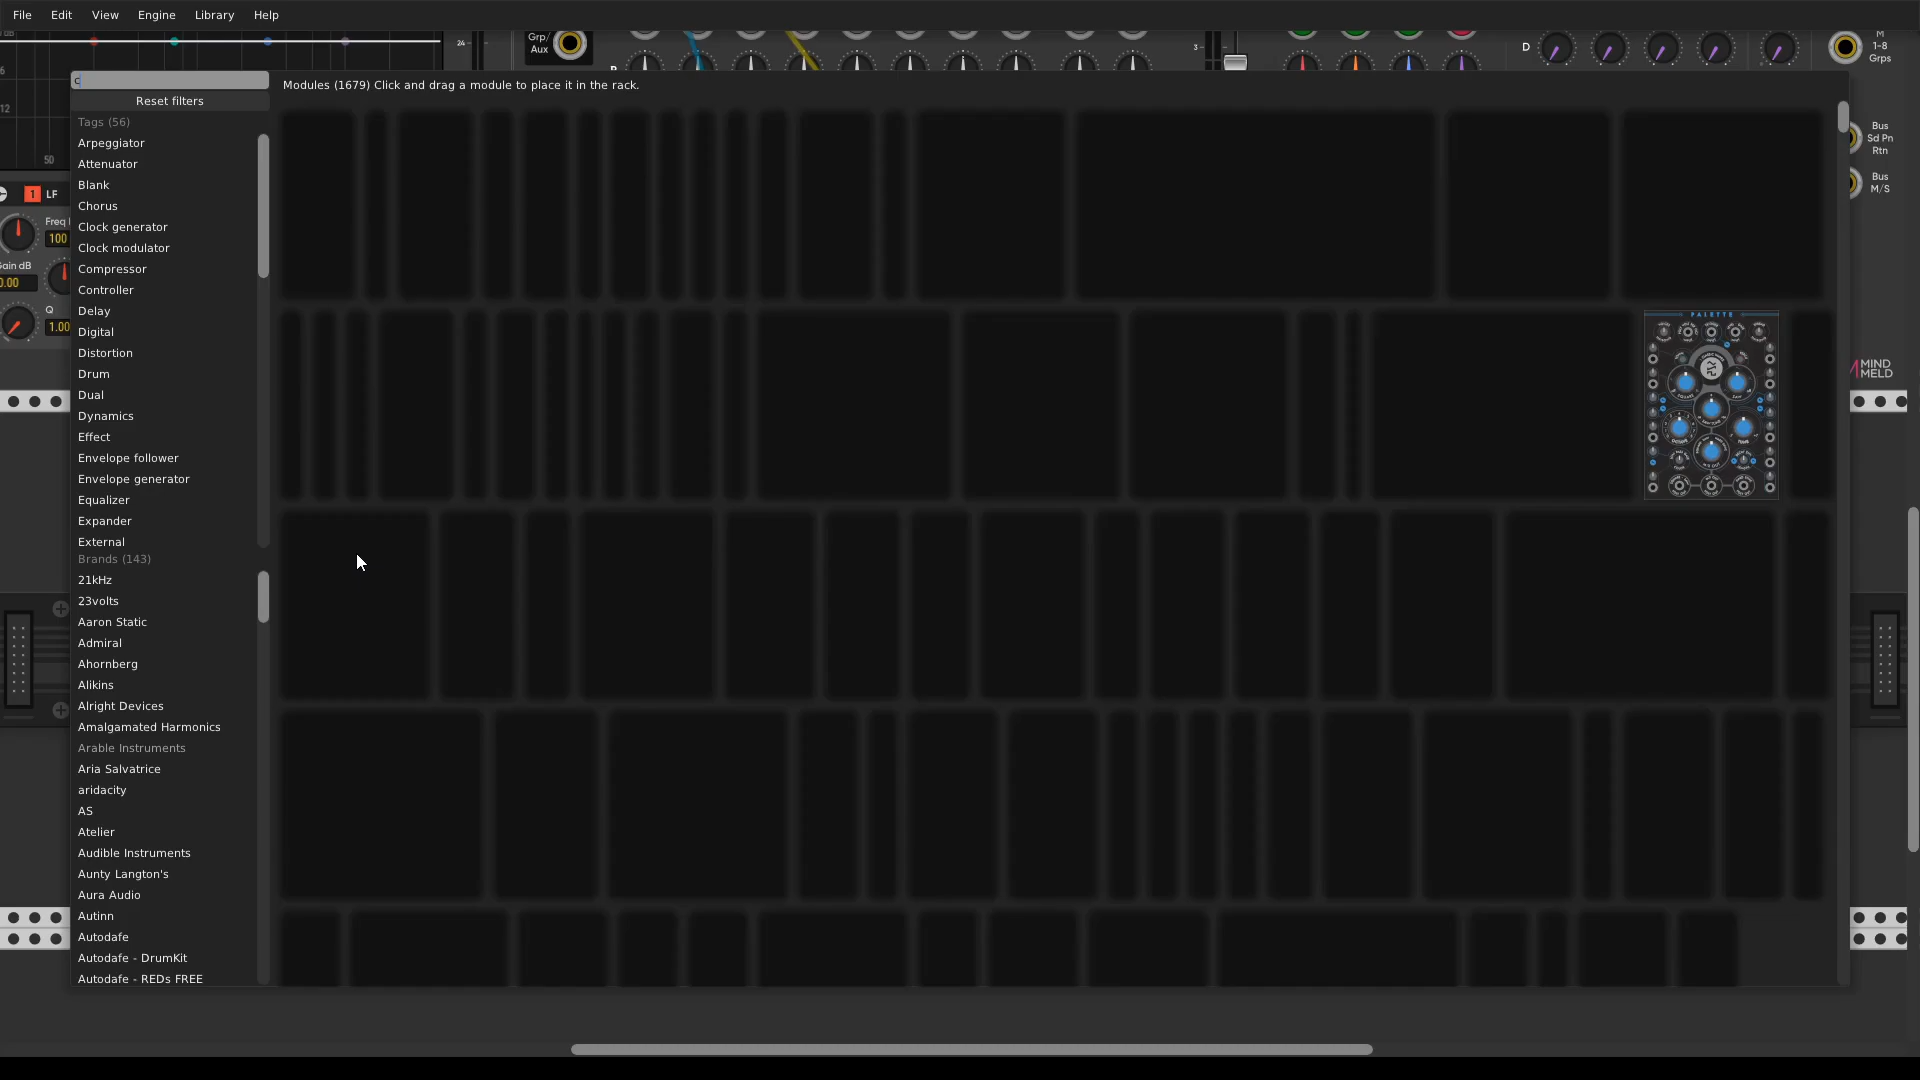 File Edit View Engine Library Help
24
Grp/
Aux
3
D
M
1-8
Grps
12
50
1 LF
Freq
100
Gain dB
0.00
Q
1.00
Bus
Sd Pn
Rtn
Bus
M/S
MIND
MELD
c
Modules (1679) Click and drag a module to place it in the rack.
Reset filters
Tags (56)
Arpeggiator
Attenuator
Blank
Chorus
Clock generator
Clock modulator
Compressor
Controller
Delay
Digital
Distortion
Drum
Dual
Dynamics
Effect
Envelope follower
Envelope generator
Equalizer
Expander
External
Brands (143)
21kHz
23volts
Aaron Static
Admiral
Ahornberg
Alikins
Alright Devices
Amalgamated Harmonics
Arable Instruments
Aria Salvatrice
aridacity
AS
Atelier
Audible Instruments
Aunty Langton's
Aura Audio
Autinn
Autodafe
Autodafe - DrumKit
Autodafe - REDs FREE
PALETTE